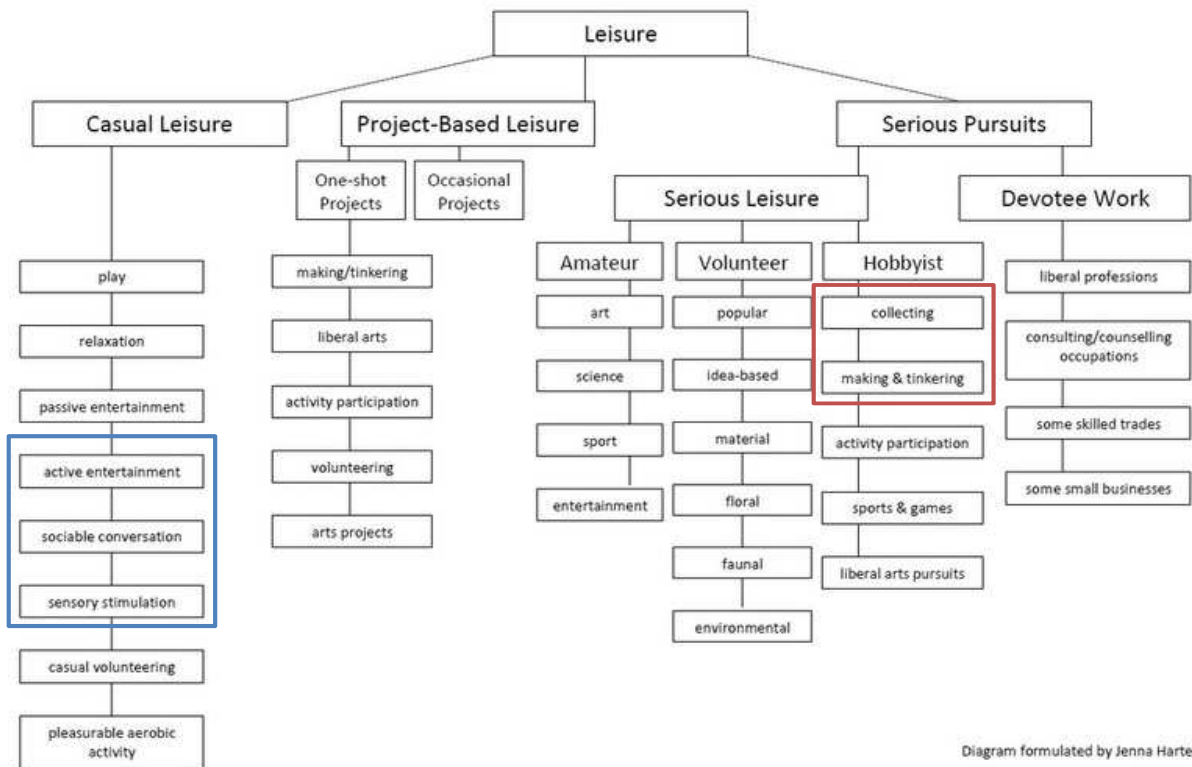 Leisure
Casual Leisure
Project-Based Leisure
Serious Pursuits
One-shot
Projects
Occasional
Projects
Serious Leisure
Devotee Work
Amateur
Volunteer
Hobbyist
play
relaxation
passive entertainment
active entertainment
sociable conversation
sensory stimulation
casual volunteering
pleasurable aerobic
activity
making/tinkering
liberal arts
activity participation
volunteering
arts projects
art
science
sport
entertainment
popular
idea-based
material
floral
faunal
environmental
collecting
making & tinkering
activity participation
sports & games
liberal arts pursuits
liberal professions
consulting/counselling
occupations
some skilled trades
some small businesses
Diagram formulated by Jenna Harte